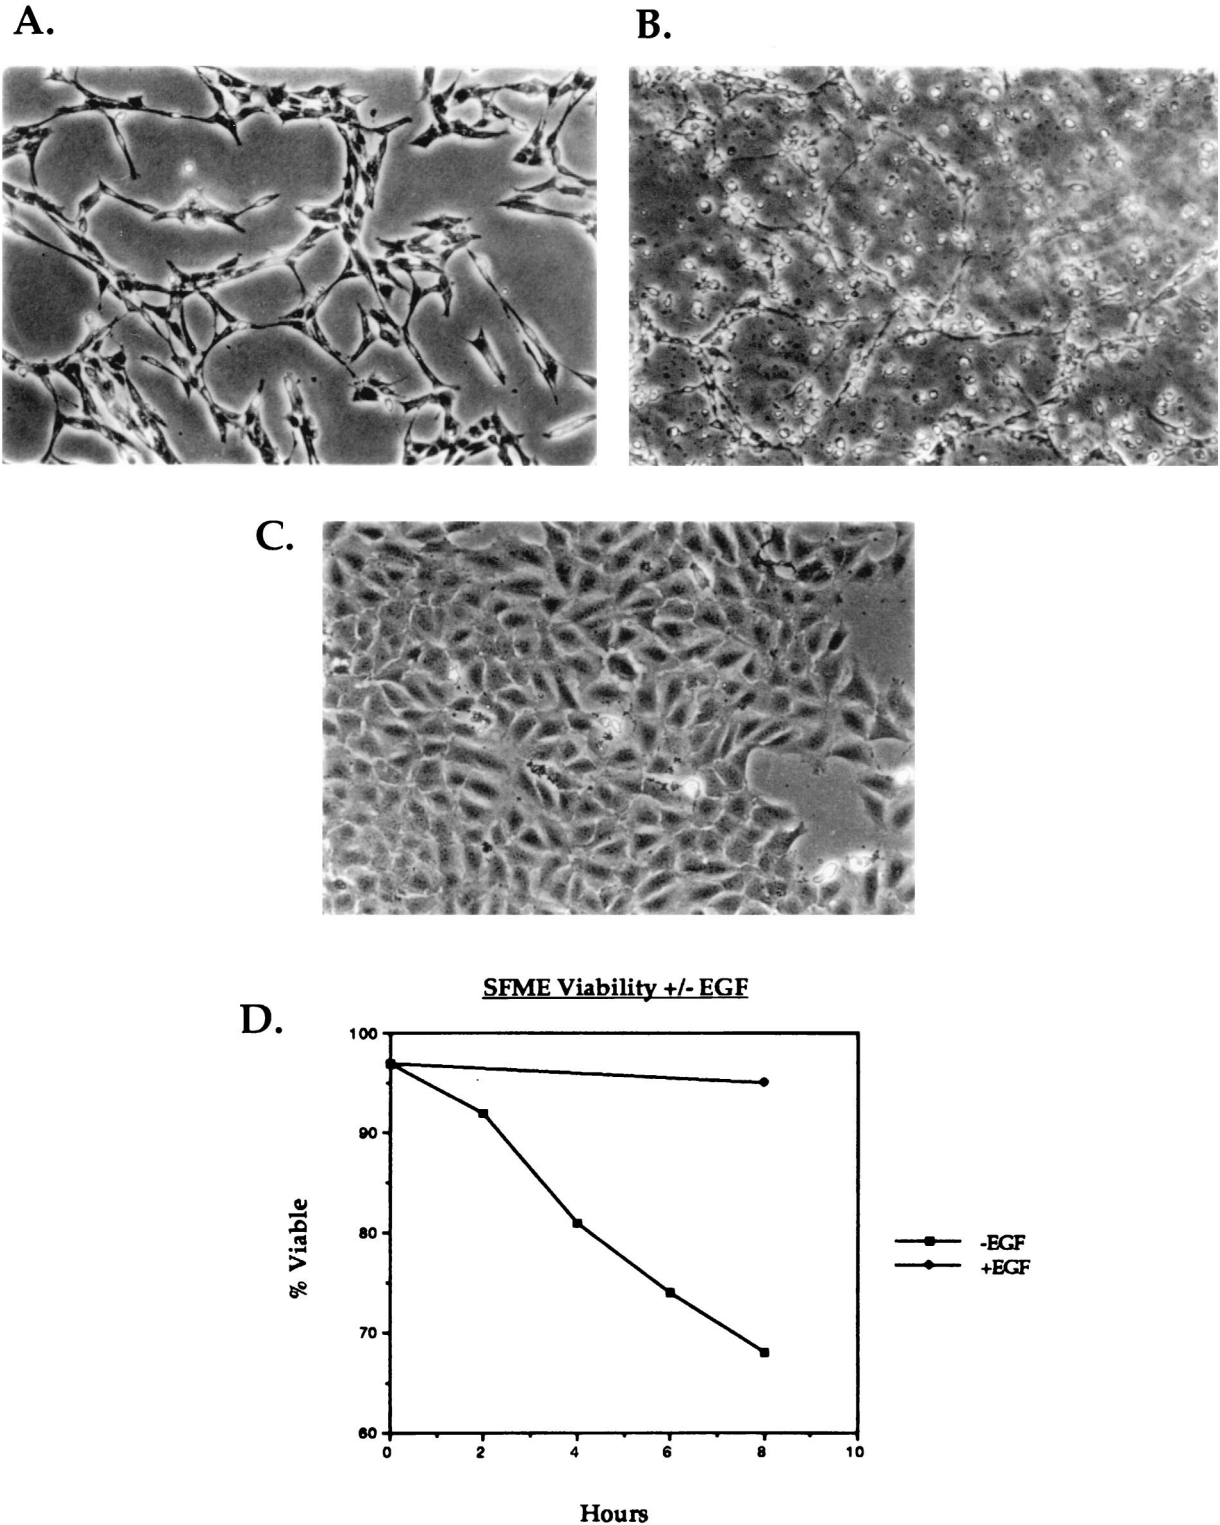 A.
B.
C.
SFME Viability +/- EGF
D.
100
90
80
70
60
% Viable
0 2 4 6 8 10
Hours
-EGF
+EGF